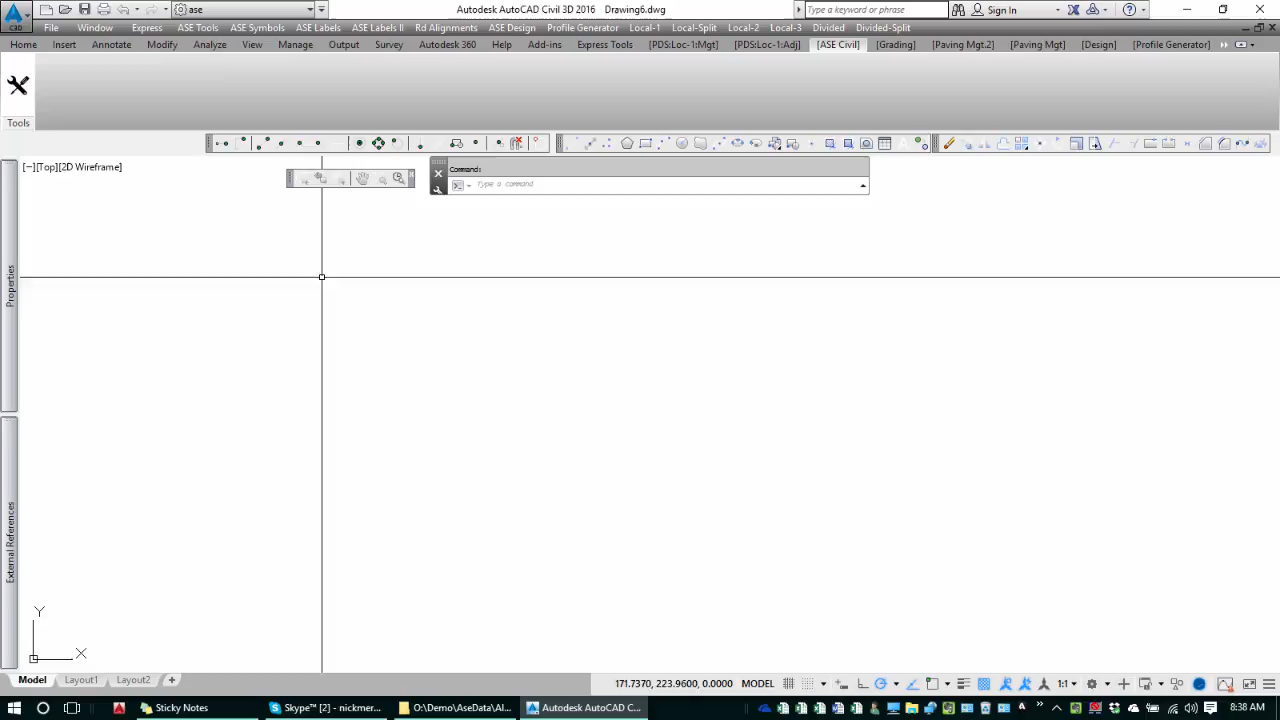 C3D
ase
Autodesk AutoCAD Civil 3D 2016 Drawing6.dwg
Type a keyword or phrase
Sign In
File Window Express ASE Tools ASE Symbols ASE Labels ASE Labels II Rd Alignments ASE Design Profile Generator Local-1 Local-Split Local-2 Local-3 Divided Divided-Split
Home Insert Annotate Modify Analyze View Manage Output Survey Autodesk 360 Help Add-ins Express Tools [PDS:Loc-1:Mgt] [PDS:Loc-1:Adj] [ASE Civil] [Grading] [Paving Mgt.2] [Paving Mgt] [Design] [Profile Generator]
Tools
[−][Top][2D Wireframe]
Command:
Type a command
Properties
External References
Y
X
Model Layout1 Layout2 +
171.7370, 223.9600, 0.0000 MODEL
1:1
Sticky Notes
Skype™ [2] - nickmer...
O:\Demo\AseData\Al...
Autodesk AutoCAD C...
8:38 AM